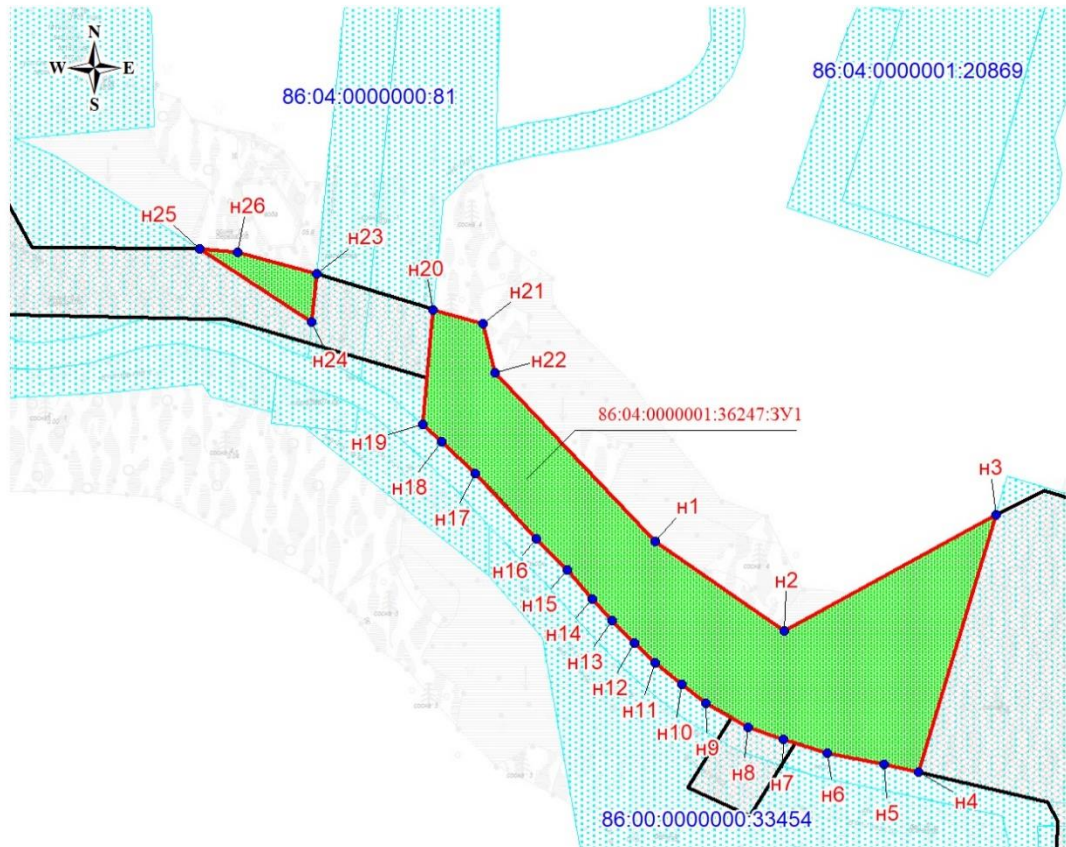 N
W E
S
86:04:0000000:81
86:04:0000001:20869
н25
н26
н23
н20
н21
н24
н22
86:04:0000001:36247:ЗУ1
н19
н18
н17
н3
н1
н16
н2
н15
н14
н13
н12
н11
н10
н9
н8
н7
н6
н5
н4
86:00:0000000:33454